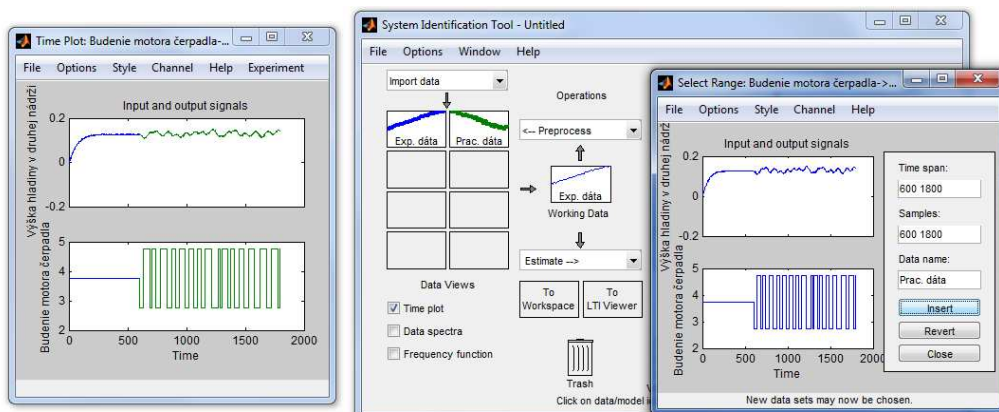 Time Plot: Budenie motora čerpadla-...
File Options Style Channel Help Experiment
Input and output signals
Výška hladiny v druhej nádrži
0.2
0
-0.2
Budenie motora čerpadla
5
4
3
2
0 500 1000 1500 2000
Time
System Identification Tool - Untitled
File Options Window Help
Import data
Operations
Exp. dáta
Prac. dáta
<-- Preprocess
Exp. dáta
Working Data
Estimate -->
Data Views
To Workspace
To LTI Viewer
Time plot
Data spectra
Frequency function
Trash
Click on data/model
Select Range: Budenie motora čerpadla->...
File Options Style Channel Help
Input and output signals
Výška hladiny v druhej nádrž
0.2
0
-0.2
Budenie motora čerpadla
5
4
3
2
0 500 1000 1500 2000
Time
Time span:
600 1800
Samples:
600 1800
Data name:
Prac. dáta
Insert
Revert
Close
New data sets may now be chosen.